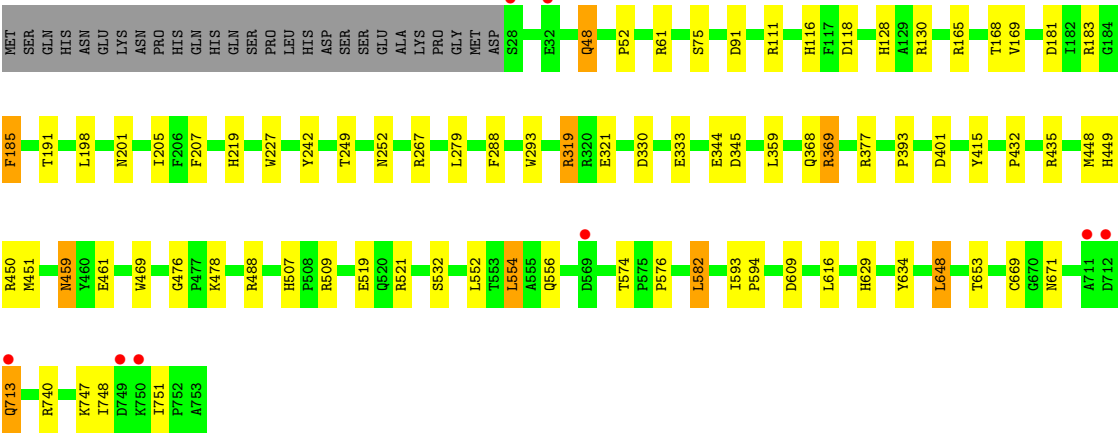 MET SER GLN HIS ASN GLU LYS ASN PRO HIS GLN HIS GLN SER PRO LEU HIS ASP SER SER GLU ALA LYS PRO GLY MET ASP S28 E32 Q48 P52 R61 S75 D91 R111 H116 F117 D118 H128 A129 R130 R165 T168 V169 D181 I182 R183 G184
F185 T191 L198 N201 I205 F206 F207 H219 W227 Y242 T249 N252 R267 L279 F288 W293 R319 R320 E321 D330 E333 E344 D345 L359 Q368 R369 R377 P393 D401 Y415 P432 R435 M448 H449
R450 M451 N459 Y460 E461 W469 G476 P477 K478 R488 H507 P508 R509 E519 Q520 R521 S532 L552 T553 L554 A555 Q556 D569 T574 P575 P576 L582 I593 P594 D609 L616 H629 Y634 L648 T653 C669 G670 N671 A711 D712
Q713 R740 K747 I748 D749 K750 I751 P752 A753